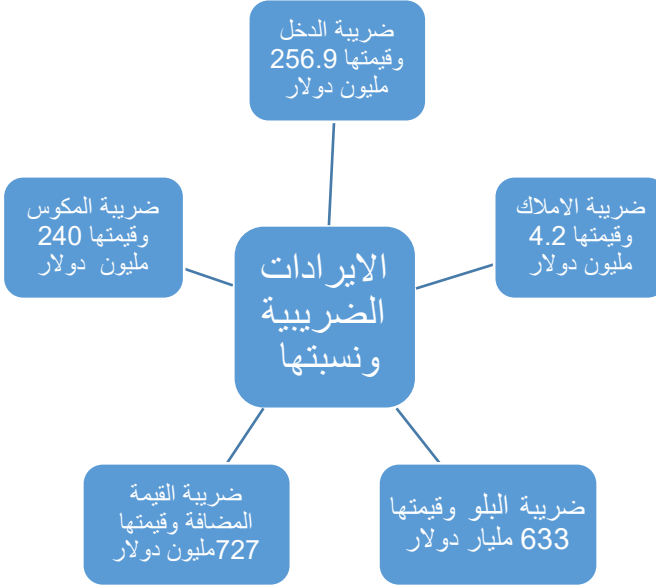 ضريبة الدخل
وقيمتها 256.9
مليون دولار
ضريبة الاملاك
وقيمتها 4.2
مليون دولار
ضريبة المكوس
وقيمتها 240
مليون دولار
الايرادات
الضريبية
ونسبتها
ضريبة البلو وقيمتها
633 مليار دولار
ضريبة القيمة
المضافة وقيمتها
727مليون دولار